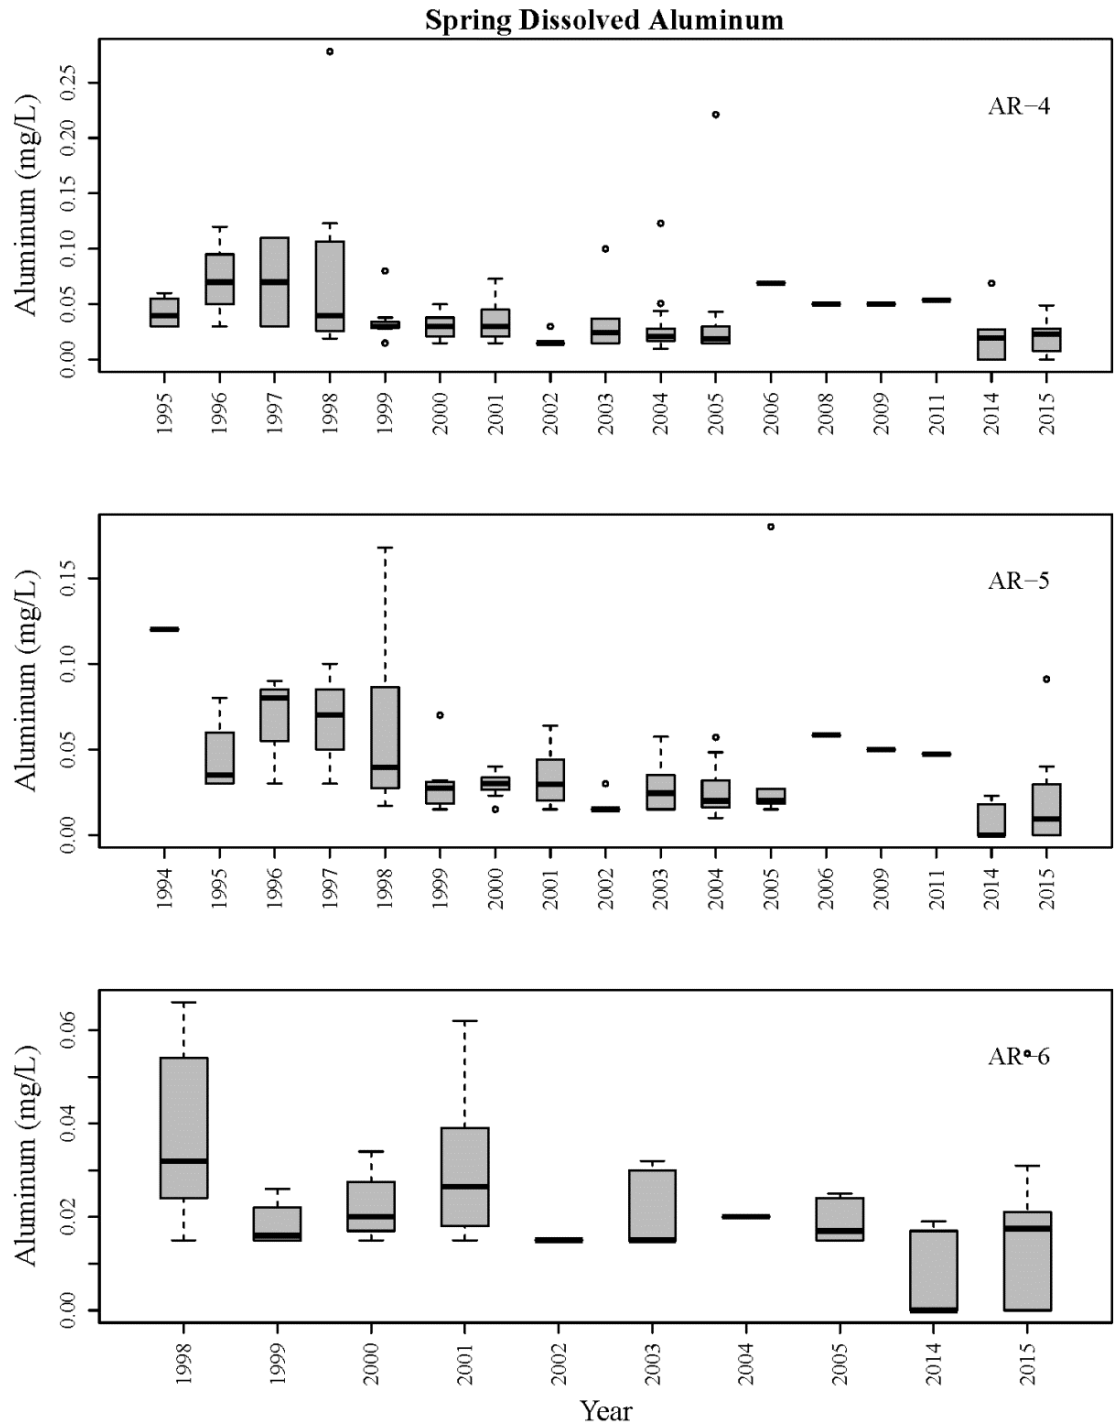 Spring Dissolved Aluminum
Aluminum (mg/L)
0.25
0.20
0.15
0.10
0.05
0.00
AR−4
1995 1996 1997 1998 1999 2000 2001 2002 2003 2004 2005 2006 2008 2009 2011 2014 2015
Aluminum (mg/L)
0.15
0.10
0.05
0.00
AR−5
1994 1995 1996 1997 1998 1999 2000 2001 2002 2003 2004 2005 2006 2009 2011 2014 2015
Aluminum (mg/L)
0.06
0.04
0.02
0.00
AR−6
1998 1999 2000 2001 2002 2003 2004 2005 2014 2015
Year